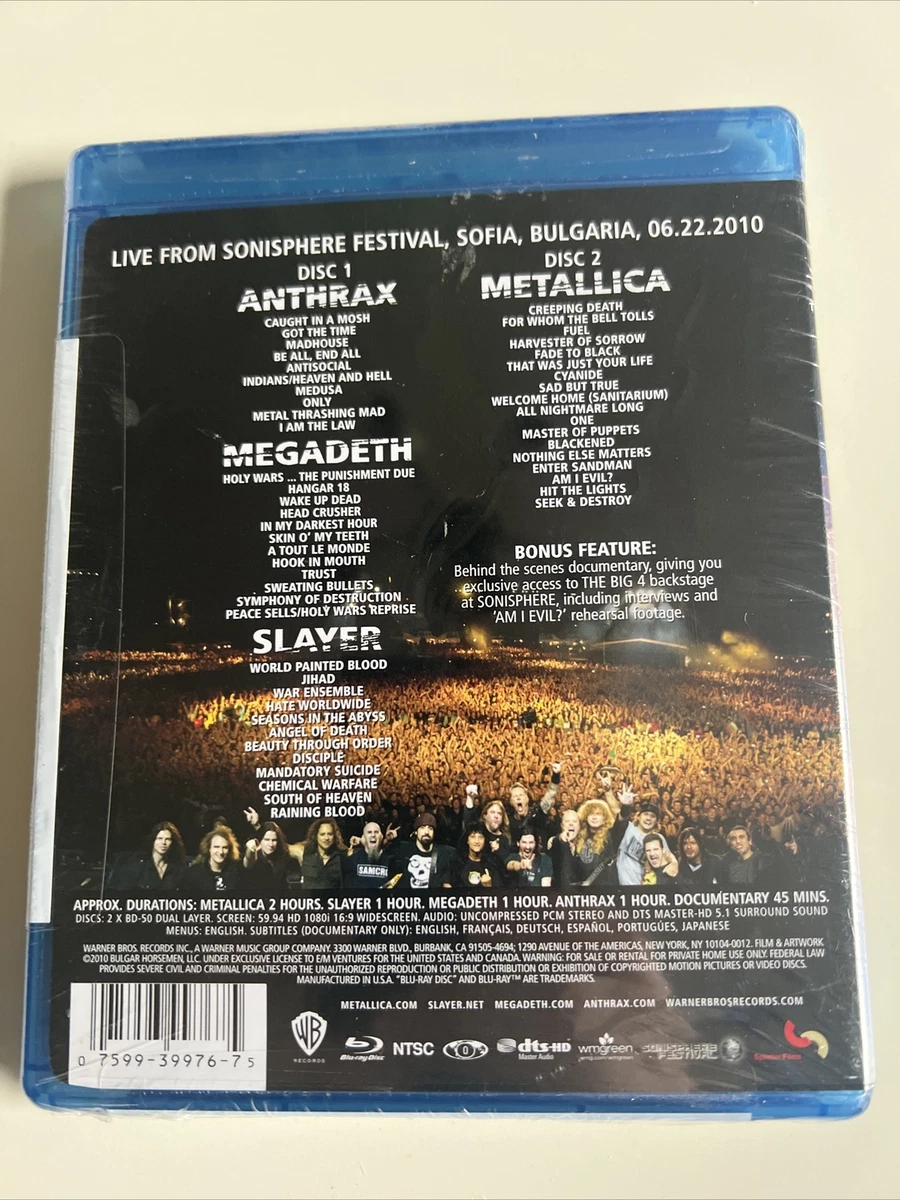 LIVE FROM SONISPHERE FESTIVAL, SOFIA, BULGARIA, 06.22.2010
DISC 1
ANTHRAX
CAUGHT IN A MOSH
GOT THE TIME
MADHOUSE
BE ALL, END ALL
ANTISOCIAL
INDIANS/HEAVEN AND HELL
MEDUSA
ONLY
METAL THRASHING MAD
I AM THE LAW
MEGADETH
HOLY WARS ... THE PUNISHMENT DUE
HANGAR 18
WAKE UP DEAD
HEAD CRUSHER
IN MY DARKEST HOUR
SKIN O' MY TEETH
A TOUT LE MONDE
HOOK IN MOUTH
TRUST
SWEATING BULLETS
SYMPHONY OF DESTRUCTION
PEACE SELLS/HOLY WARS REPRISE
SLAYER
WORLD PAINTED BLOOD
JIHAD
WAR ENSEMBLE
HATE WORLDWIDE
SEASONS IN THE ABYSS
ANGEL OF DEATH
BEAUTY THROUGH ORDER
DISCIPLE
MANDATORY SUICIDE
CHEMICAL WARFARE
SOUTH OF HEAVEN
RAINING BLOOD
DISC 2
METALLICA
CREEPING DEATH
FOR WHOM THE BELL TOLLS
FUEL
HARVESTER OF SORROW
FADE TO BLACK
THAT WAS JUST YOUR LIFE
CYANIDE
SAD BUT TRUE
WELCOME HOME (SANITARIUM)
ALL NIGHTMARE LONG
ONE
MASTER OF PUPPETS
BLACKENED
NOTHING ELSE MATTERS
ENTER SANDMAN
AM I EVIL?
HIT THE LIGHTS
SEEK & DESTROY
BONUS FEATURE:
Behind the scenes documentary, giving you
exclusive access to THE BIG 4 backstage
at SONISPHERE, including interviews and
'AM I EVIL?' rehearsal footage.
SAMCRO
APPROX. DURATIONS: METALLICA 2 HOURS. SLAYER 1 HOUR. MEGADETH 1 HOUR. ANTHRAX 1 HOUR. DOCUMENTARY 45 MINS.
DISCS: 2 X BD-50 DUAL LAYER. SCREEN: 59.94 HD 1080i 16:9 WIDESCREEN. AUDIO: UNCOMPRESSED PCM STEREO AND DTS MASTER-HD 5.1 SURROUND SOUND
MENUS: ENGLISH. SUBTITLES (DOCUMENTARY ONLY): ENGLISH, FRANÇAIS, DEUTSCH, ESPAÑOL, PORTUGUES, JAPANESE
WARNER BROS. RECORDS INC., A WARNER MUSIC GROUP COMPANY. 3300 WARNER BLVD., BURBANK, CA 91505-4694; 1290 AVENUE OF THE AMERICAS, NEW YORK, NY 10104-0012. FILM & ARTWORK
©2010 BULGAR HORSEMEN, LLC. UNDER EXCLUSIVE LICENSE TO E/M VENTURES FOR THE UNITED STATES AND CANADA. WARNING: FOR SALE OR RENTAL FOR PRIVATE HOME USE ONLY. FEDERAL LAW
PROVIDES SEVERE CIVIL AND CRIMINAL PENALTIES FOR THE UNAUTHORIZED REPRODUCTION OR PUBLIC DISTRIBUTION OR EXHIBITION OF COPYRIGHTED MOTION PICTURES OR VIDEO DISCS.
MANUFACTURED IN U.S.A. "BLU-RAY DISC" AND BLU-RAY™ ARE TRADEMARKS.
METALLICA.COM SLAYER.NET MEGADETH.COM ANTHRAX.COM WARNERBROSRECORDS.COM
0 7599-39976-7 5
WB
RECORDS
Blu-ray Disc
NTSC
0
dts-HD
Master Audio
wmgreen
wmg.com/wmgreen
SONISPHERE
FESTIVAL